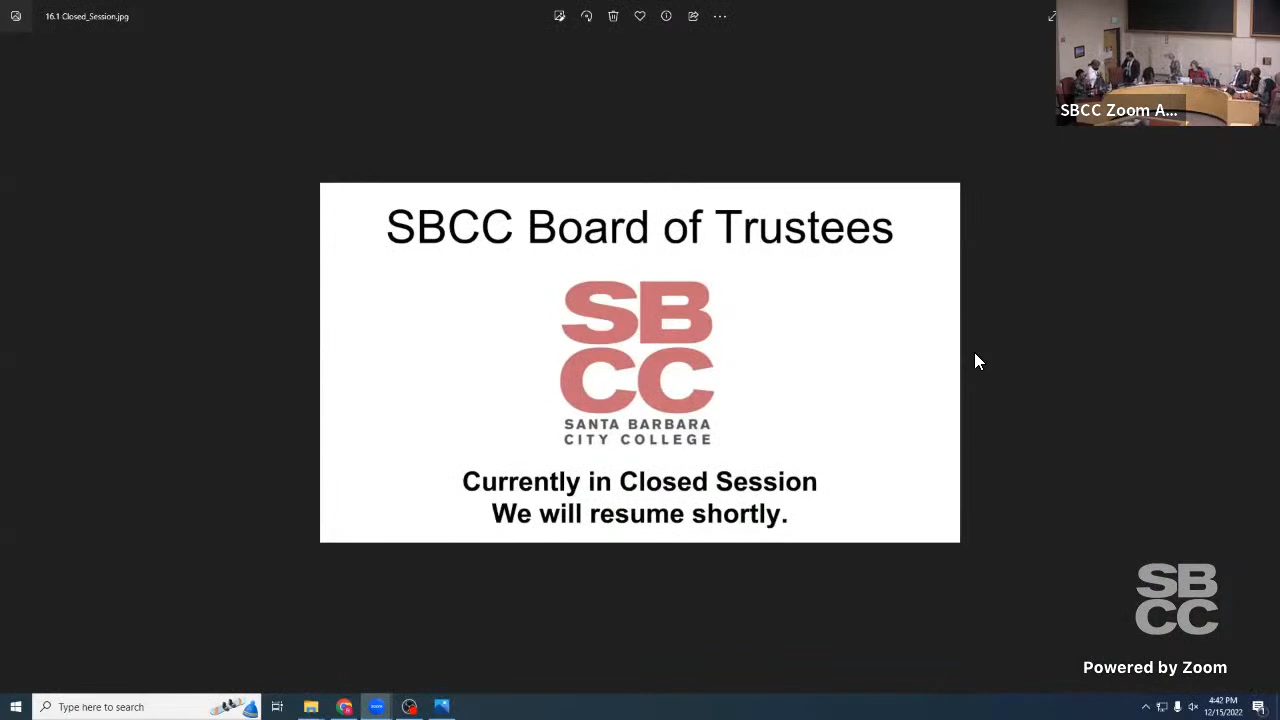 16.1 Closed_Session.jpg
SBCC Zoom A...
SBCC Board of Trustees
SB
CC
SANTA BARBARA
CITY COLLEGE
Currently in Closed Session
We will resume shortly.
SB
CC
Powered by Zoom
Type here to search
4:42 PM
12/15/2022